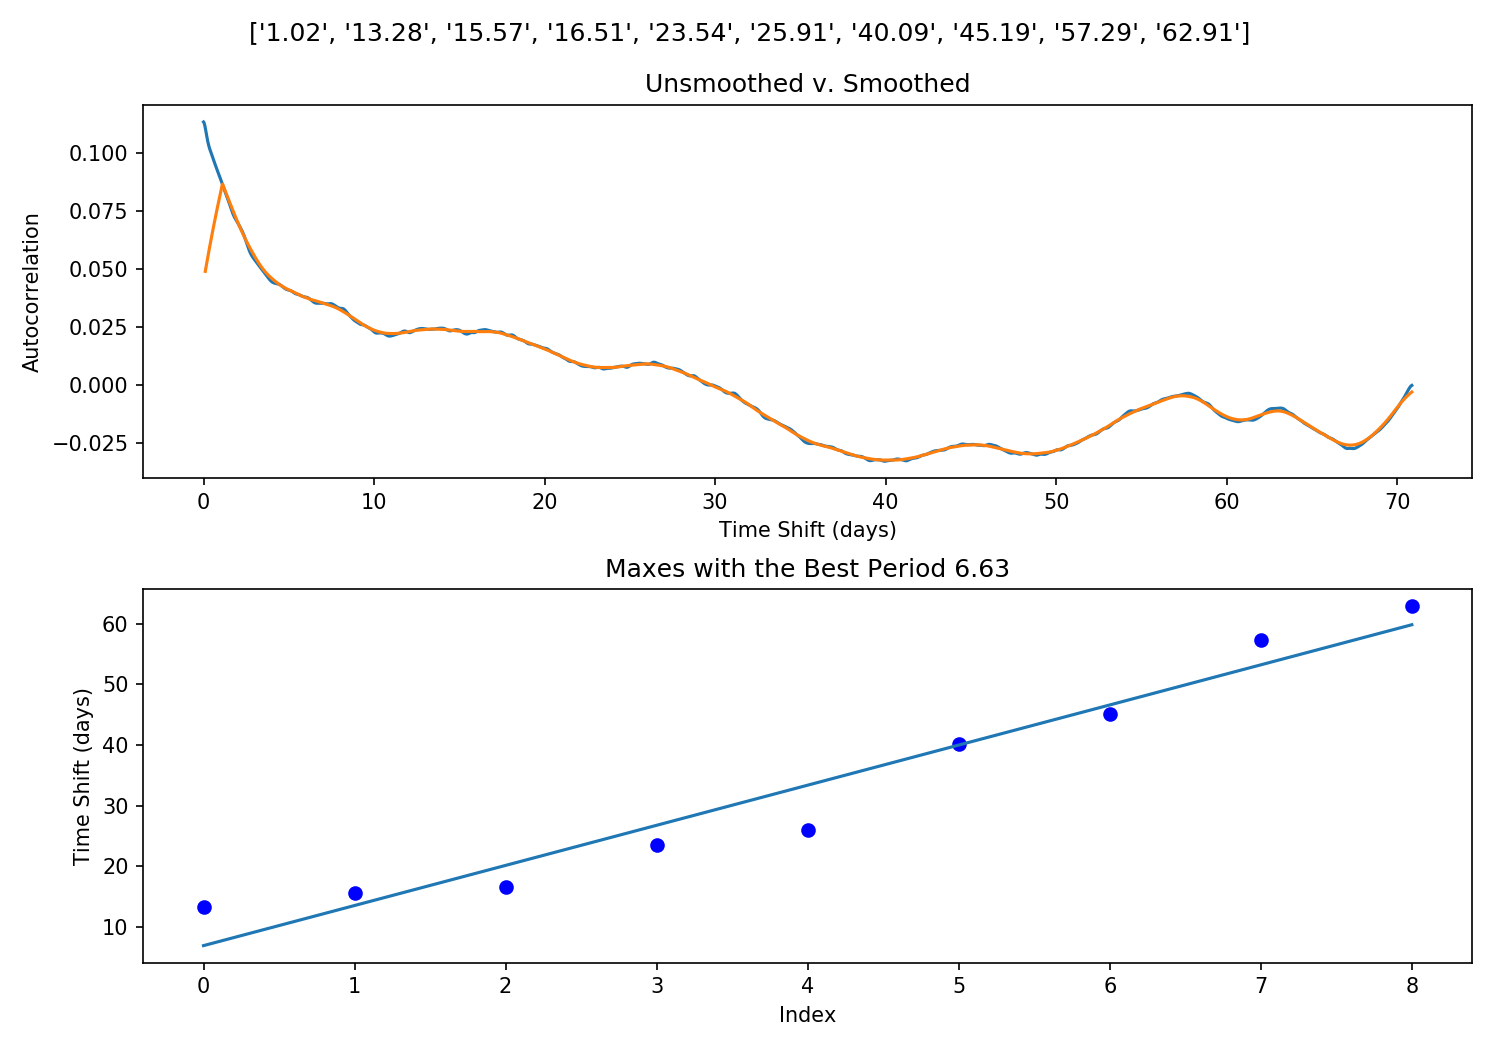 ['1.02', '13.28', '15.57', '16.51', '23.54', '25.91', '40.09', '45.19', '57.29', '62.91']
Unsmoothed v. Smoothed
Autocorrelation
0.100
0.075
0.050
0.025
0.000
−0.025
0 10 20 30 40 50 60 70
Time Shift (days)
Maxes with the Best Period 6.63
Time Shift (days)
60
50
40
30
20
10
0 1 2 3 4 5 6 7 8
Index